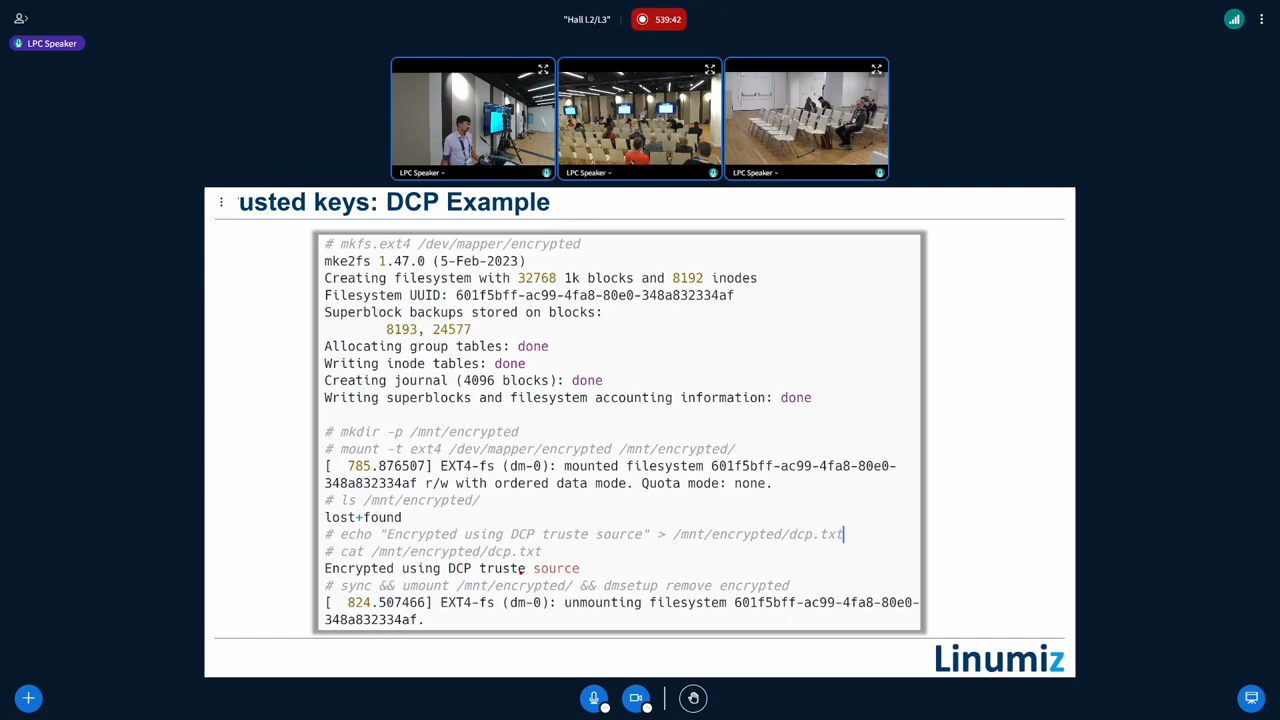 "Hall L2/L3"
539:42
LPC Speaker
LPC Speaker
LPC Speaker
LPC Speaker
usted keys: DCP Example
# mkfs.ext4 /dev/mapper/encrypted
mke2fs 1.47.0 (5-Feb-2023)
Creating filesystem with 32768 1k blocks and 8192 inodes
Filesystem UUID: 601f5bff-ac99-4fa8-80e0-348a832334af
Superblock backups stored on blocks:
8193, 24577
Allocating group tables: done
Writing inode tables: done
Creating journal (4096 blocks): done
Writing superblocks and filesystem accounting information: done
# mkdir -p /mnt/encrypted
# mount -t ext4 /dev/mapper/encrypted /mnt/encrypted/
[  785.876507] EXT4-fs (dm-0): mounted filesystem 601f5bff-ac99-4fa8-80e0-
348a832334af r/w with ordered data mode. Quota mode: none.
# ls /mnt/encrypted/
lost+found
# echo "Encrypted using DCP truste source" > /mnt/encrypted/dcp.txt
# cat /mnt/encrypted/dcp.txt
Encrypted using DCP truste source
# sync && umount /mnt/encrypted/ && dmsetup remove encrypted
[  824.507466] EXT4-fs (dm-0): unmounting filesystem 601f5bff-ac99-4fa8-80e0-
348a832334af.
Linumiz